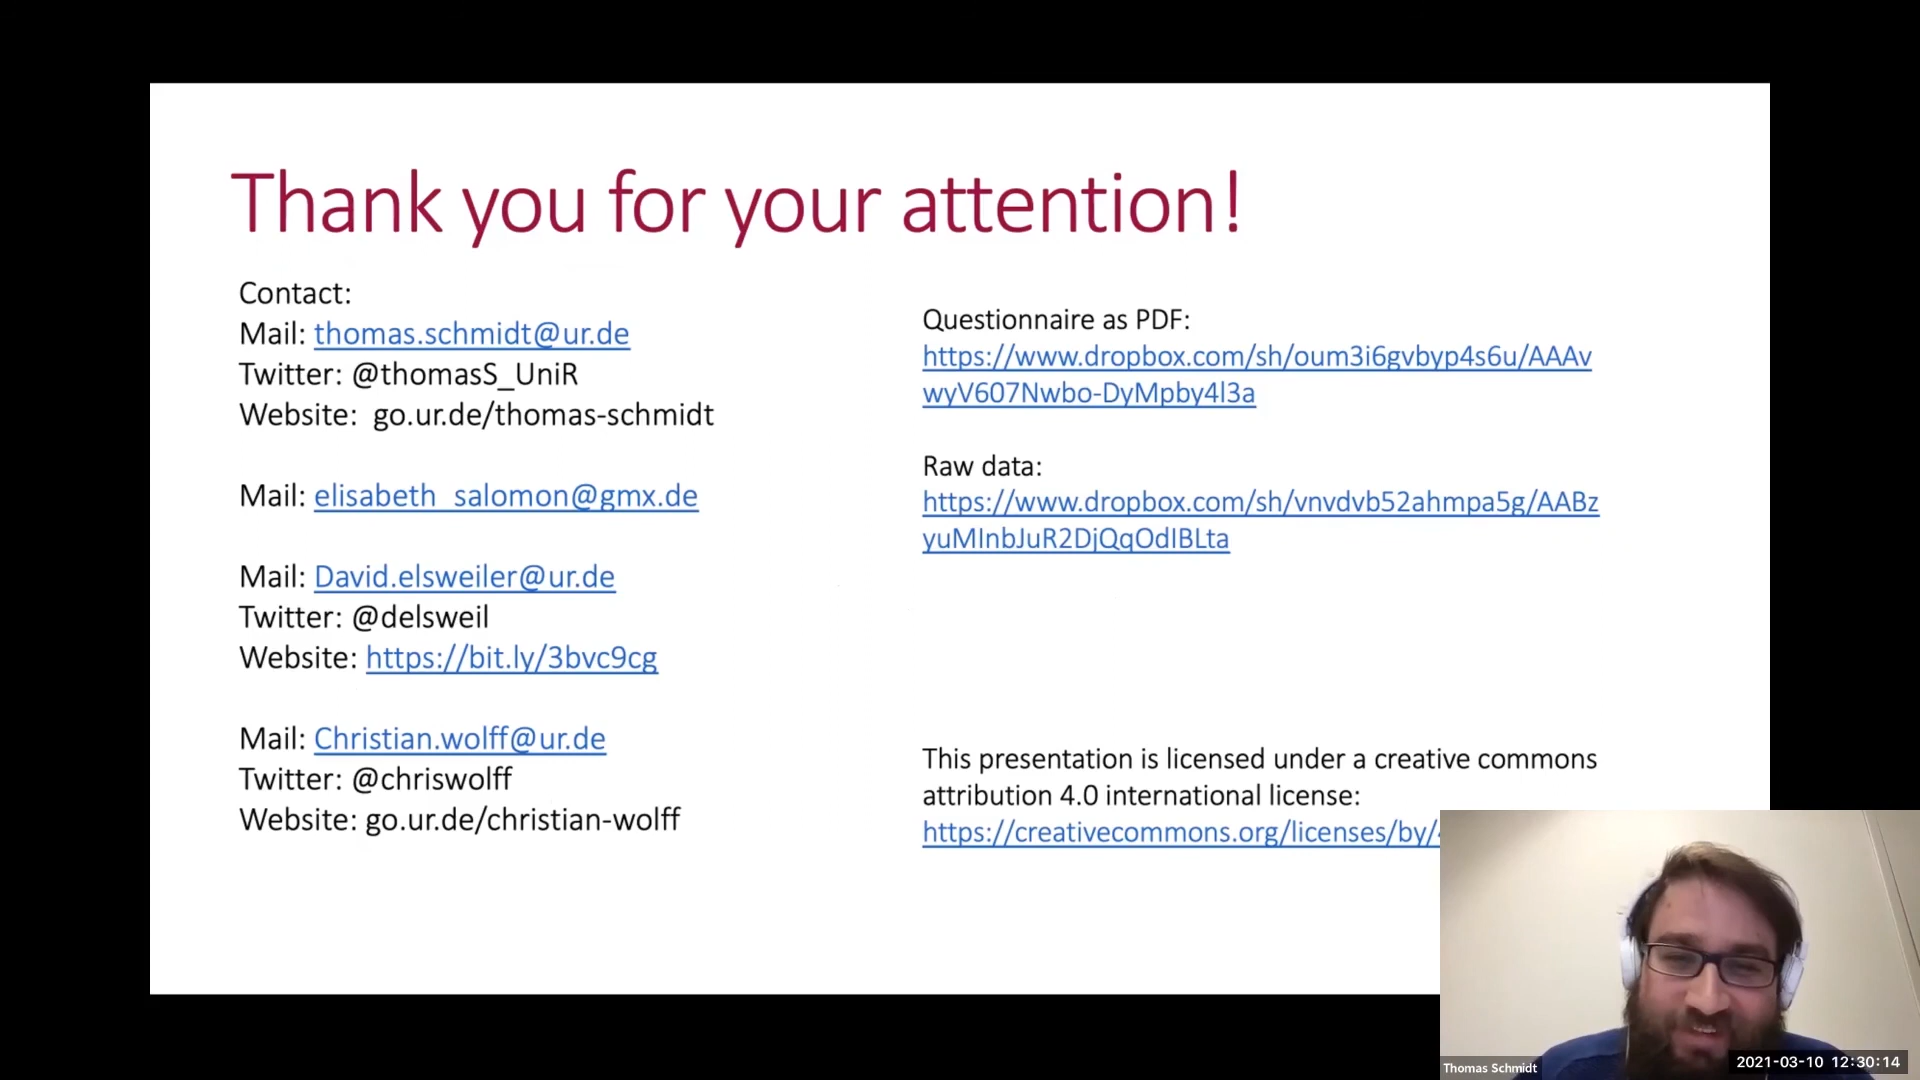 Thank you for your attention!
Contact:
Mail: thomas.schmidt@ur.de
Twitter: @thomasS_UniR
Website:  go.ur.de/thomas-schmidt
Mail: elisabeth_salomon@gmx.de
Mail: David.elsweiler@ur.de
Twitter: @delsweil
Website: https://bit.ly/3bvc9cg
Mail: Christian.wolff@ur.de
Twitter: @chriswolff
Website: go.ur.de/christian-wolff
Questionnaire as PDF:
https://www.dropbox.com/sh/oum3i6gvbyp4s6u/AAAv
wyV607Nwbo-DyMpby4l3a
Raw data:
https://www.dropbox.com/sh/vnvdvb52ahmpa5g/AABz
yuMInbJuR2DjQqOdIBLta
This presentation is licensed under a creative commons
attribution 4.0 international license:
https://creativecommons.org/licenses/by/
Thomas Schmidt
2021-03-10 12:30:14